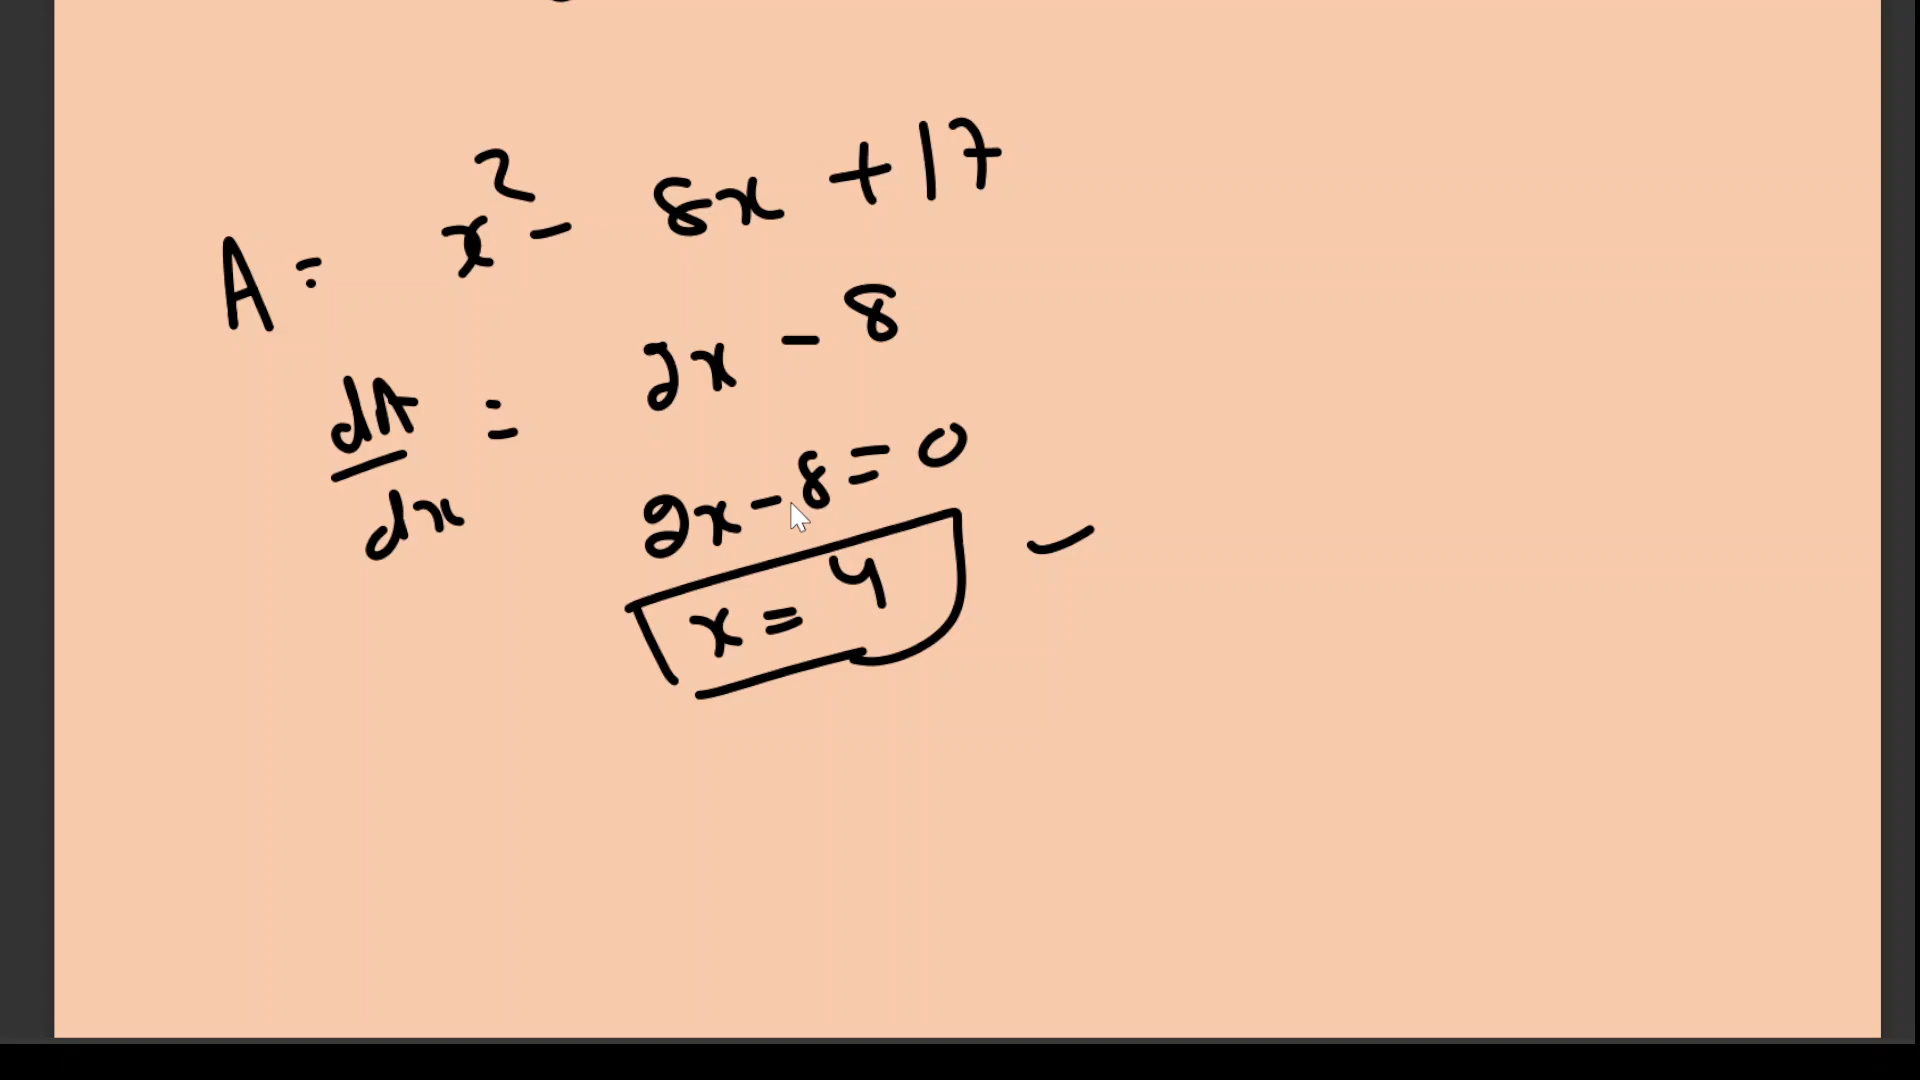 A = x² - 8x + 17
dA/dx = 2x - 8
2x - 8 = 0
x = 4